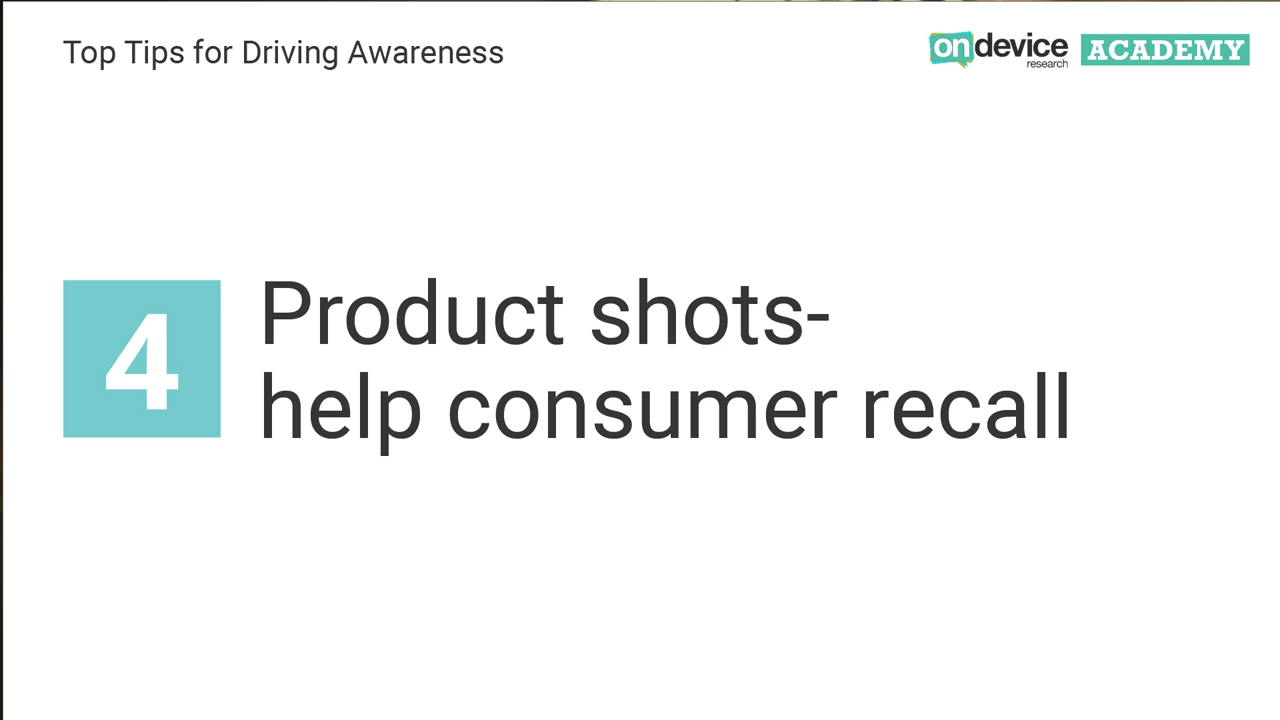 Top Tips for Driving Awareness
ondevice
research
ACADEMY
4
Product shots-
help consumer recall